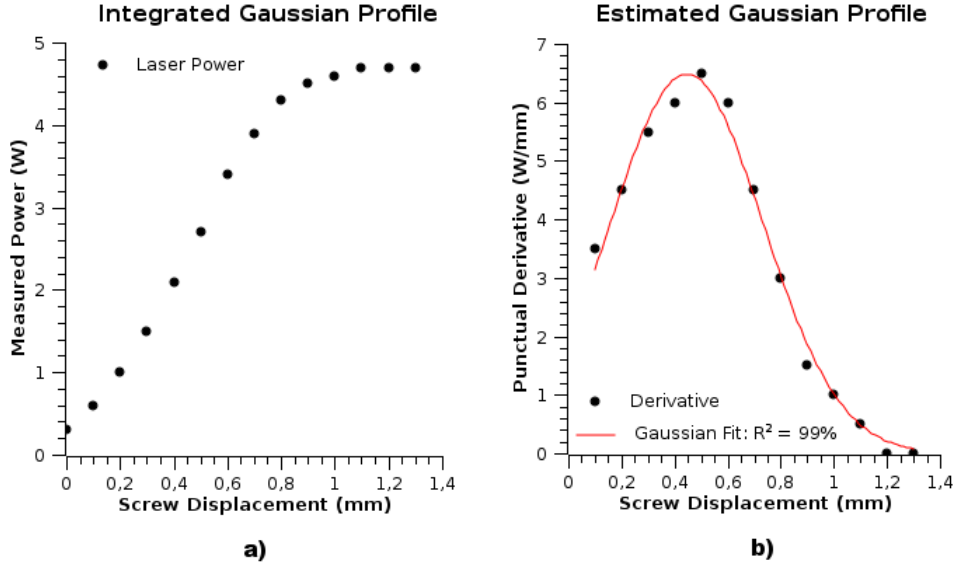 Integrated Gaussian Profile
Measured Power (W)
5
4
3
2
1
0
Laser Power
0 0,2 0,4 0,6 0,8 1 1,2 1,4
Screw Displacement (mm)
a)
Estimated Gaussian Profile
Punctual Derivative (W/mm)
7
6
5
4
3
2
1
0
Derivative
Gaussian Fit: R² = 99%
0 0,2 0,4 0,6 0,8 1 1,2 1,4
Screw Displacement (mm)
b)